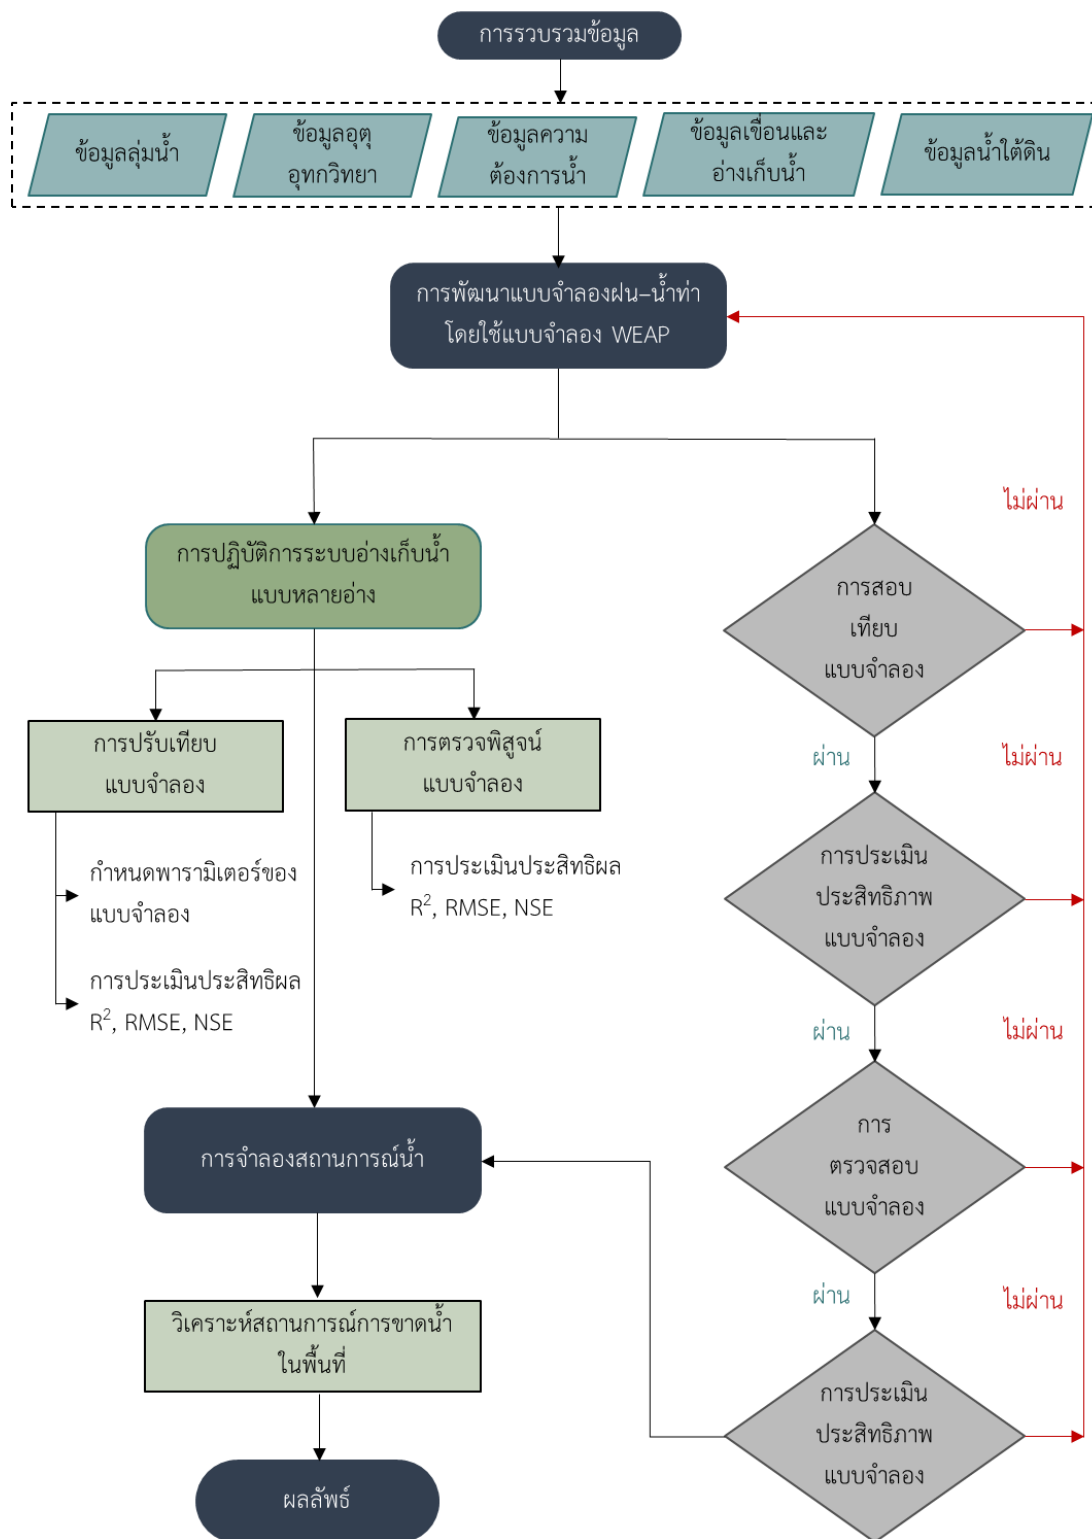 การรวบรวมข้อมูล
ข้อมูลลุ่มน้ำ
ข้อมูลอุตุ
อุทกวิทยา
ข้อมูลความ
ต้องการน้ำ
ข้อมูลเขื่อนและ
อ่างเก็บน้ำ
ข้อมูลน้ำใต้ดิน
การพัฒนาแบบจำลองฝน-น้ำท่า
โดยใช้แบบจำลอง WEAP
ไม่ผ่าน
การปฏิบัติการระบบอ่างเก็บน้ำ
แบบหลายอ่าง
การสอบ
เทียบ
แบบจำลอง
การปรับเทียบ
แบบจำลอง
การตรวจพิสูจน์
แบบจำลอง
ผ่าน
ไม่ผ่าน
กำหนดพารามิเตอร์ของ
แบบจำลอง
การประเมินประสิทธิผล
R², RMSE, NSE
การประเมินประสิทธิผล
R², RMSE, NSE
การประเมิน
ประสิทธิภาพ
แบบจำลอง
ผ่าน
ไม่ผ่าน
การจำลองสถานการณ์น้ำ
การ
ตรวจสอบ
แบบจำลอง
ผ่าน
ไม่ผ่าน
วิเคราะห์สถานการณ์การขาดน้ำ
ในพื้นที่
การประเมิน
ประสิทธิภาพ
แบบจำลอง
ผลลัพธ์